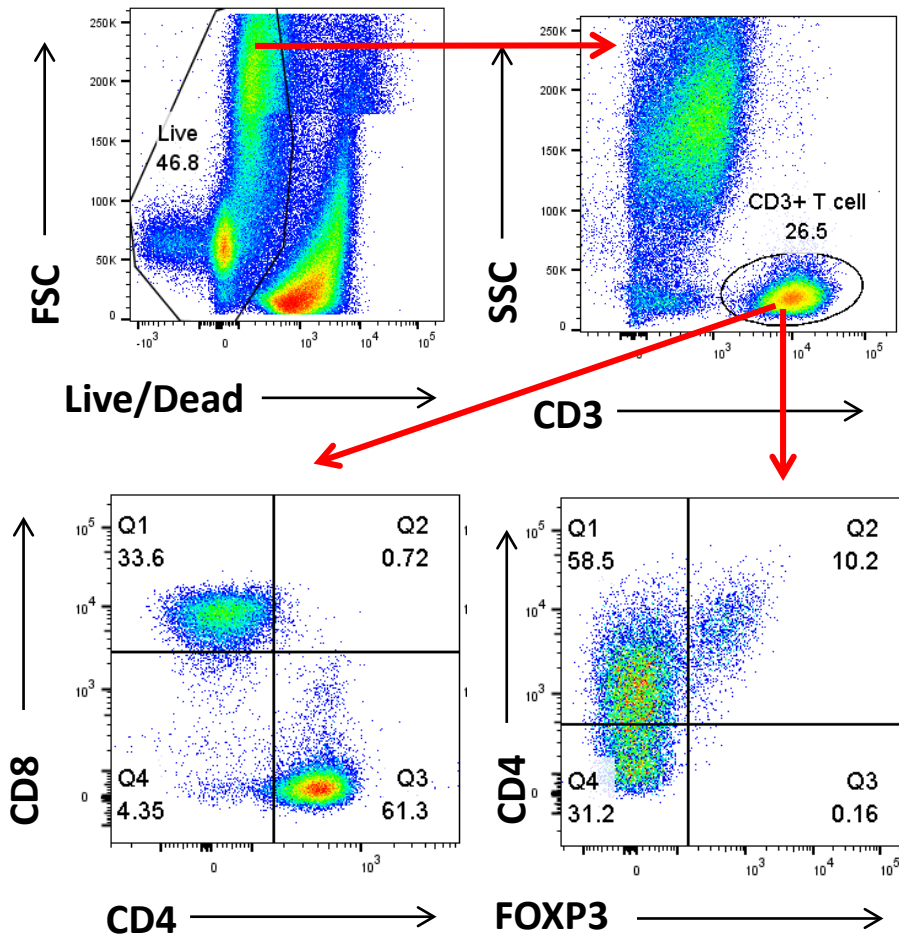 FSC
250K
200K
150K
100K
50K
0
Live
46.8
-10³ 0 10³ 10⁴ 10⁵
Live/Dead
SSC
250K
200K
150K
100K
50K
0
CD3+ T cell
26.5
10³ 10⁴ 10⁵
CD3
CD8
10⁵
10⁴
10³
0
Q1
33.6
Q2
0.72
Q4
4.35
Q3
61.3
0 10³
CD4
CD4
10⁵
10⁴
10³
0
Q1
58.5
Q2
10.2
Q4
31.2
Q3
0.16
0 10³ 10⁴ 10⁵
FOXP3